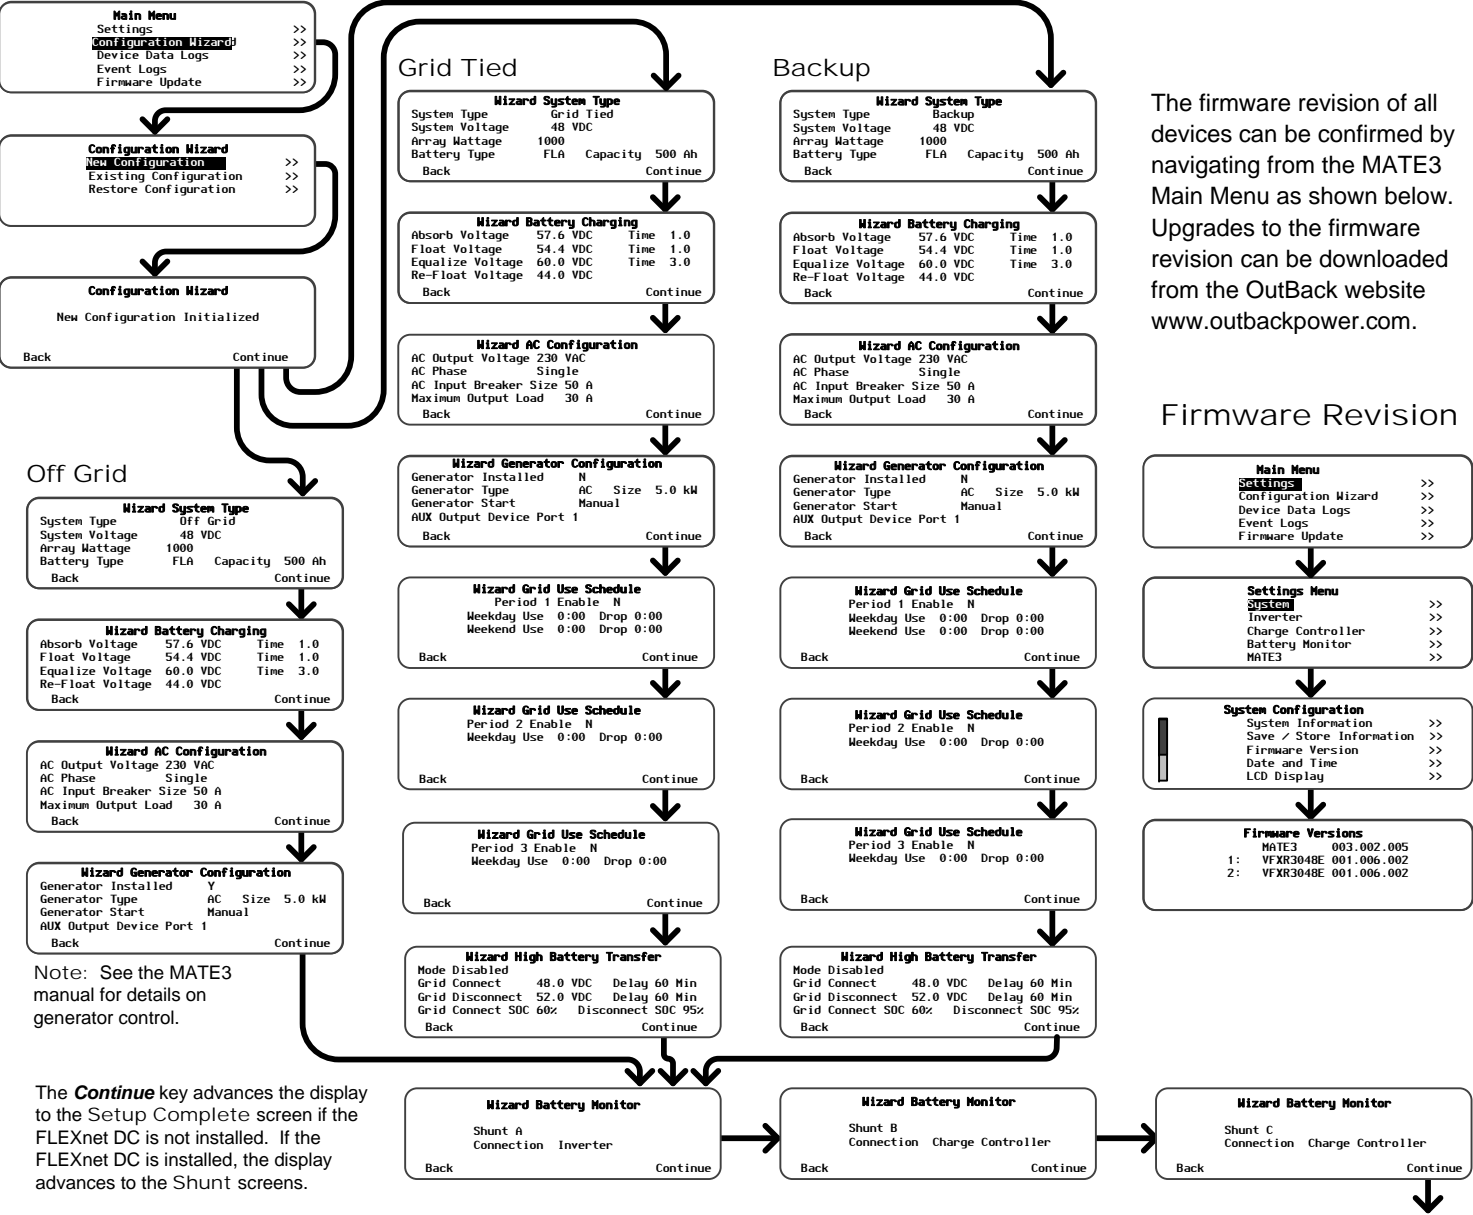 Main Menu
Settings >>
Configuration Wizard >>
Device Data Logs >>
Event Logs >>
Firmware Update >>
Configuration Wizard
New Configuration >>
Existing Configuration >>
Restore Configuration >>
Configuration Wizard
New Configuration Initialized
Back Continue
Off Grid
Wizard System Type
System Type Off Grid
System Voltage 48 VDC
Array Wattage 1000
Battery Type FLA Capacity 500 Ah
Back Continue
Wizard Battery Charging
Absorb Voltage 57.6 VDC Time 1.0
Float Voltage 54.4 VDC Time 1.0
Equalize Voltage 60.0 VDC Time 3.0
Re-Float Voltage 44.0 VDC
Back Continue
Wizard AC Configuration
AC Output Voltage 230 VAC
AC Phase Single
AC Input Breaker Size 50 A
Maximum Output Load 30 A
Back Continue
Wizard Generator Configuration
Generator Installed Y
Generator Type AC Size 5.0 kW
Generator Start Manual
AUX Output Device Port 1
Back Continue
Note: See the MATE3
manual for details on
generator control.
The Continue key advances the display
to the Setup Complete screen if the
FLEXnet DC is not installed. If the
FLEXnet DC is installed, the display
advances to the Shunt screens.
Grid Tied
Wizard System Type
System Type Grid Tied
System Voltage 48 VDC
Array Wattage 1000
Battery Type FLA Capacity 500 Ah
Back Continue
Wizard Battery Charging
Absorb Voltage 57.6 VDC Time 1.0
Float Voltage 54.4 VDC Time 1.0
Equalize Voltage 60.0 VDC Time 3.0
Re-Float Voltage 44.0 VDC
Back Continue
Wizard AC Configuration
AC Output Voltage 230 VAC
AC Phase Single
AC Input Breaker Size 50 A
Maximum Output Load 30 A
Back Continue
Wizard Generator Configuration
Generator Installed N
Generator Type AC Size 5.0 kW
Generator Start Manual
AUX Output Device Port 1
Back Continue
Wizard Grid Use Schedule
Period 1 Enable N
Weekday Use 0:00 Drop 0:00
Weekend Use 0:00 Drop 0:00
Back Continue
Wizard Grid Use Schedule
Period 2 Enable N
Weekday Use 0:00 Drop 0:00
Back Continue
Wizard Grid Use Schedule
Period 3 Enable N
Weekday Use 0:00 Drop 0:00
Back Continue
Wizard High Battery Transfer
Mode Disabled
Grid Connect 48.0 VDC Delay 60 Min
Grid Disconnect 52.0 VDC Delay 60 Min
Grid Connect SOC 60% Disconnect SOC 95%
Back Continue
Backup
Wizard System Type
System Type Backup
System Voltage 48 VDC
Array Wattage 1000
Battery Type FLA Capacity 500 Ah
Back Continue
Wizard Battery Charging
Absorb Voltage 57.6 VDC Time 1.0
Float Voltage 54.4 VDC Time 1.0
Equalize Voltage 60.0 VDC Time 3.0
Re-Float Voltage 44.0 VDC
Back Continue
Wizard AC Configuration
AC Output Voltage 230 VAC
AC Phase Single
AC Input Breaker Size 50 A
Maximum Output Load 30 A
Back Continue
Wizard Generator Configuration
Generator Installed N
Generator Type AC Size 5.0 kW
Generator Start Manual
AUX Output Device Port 1
Back Continue
Wizard Grid Use Schedule
Period 1 Enable N
Weekday Use 0:00 Drop 0:00
Weekend Use 0:00 Drop 0:00
Back Continue
Wizard Grid Use Schedule
Period 2 Enable N
Weekday Use 0:00 Drop 0:00
Back Continue
Wizard Grid Use Schedule
Period 3 Enable N
Weekday Use 0:00 Drop 0:00
Back Continue
Wizard High Battery Transfer
Mode Disabled
Grid Connect 48.0 VDC Delay 60 Min
Grid Disconnect 52.0 VDC Delay 60 Min
Grid Connect SOC 60% Disconnect SOC 95%
Back Continue
The firmware revision of all
devices can be confirmed by
navigating from the MATE3
Main Menu as shown below.
Upgrades to the firmware
revision can be downloaded
from the OutBack website
www.outbackpower.com.
Firmware Revision
Main Menu
Settings >>
Configuration Wizard >>
Device Data Logs >>
Event Logs >>
Firmware Update >>
Settings Menu
System >>
Inverter >>
Charge Controller >>
Battery Monitor >>
MATE3 >>
System Configuration
System Information >>
Save / Store Information >>
Firmware Version >>
Date and Time >>
LCD Display >>
Firmware Versions
MATE3 003.002.005
1: VFXR3048E 001.006.002
2: VFXR3048E 001.006.002
Wizard Battery Monitor
Shunt A
Connection Inverter
Back Continue
Wizard Battery Monitor
Shunt B
Connection Charge Controller
Back Continue
Wizard Battery Monitor
Shunt C
Connection Charge Controller
Back Continue